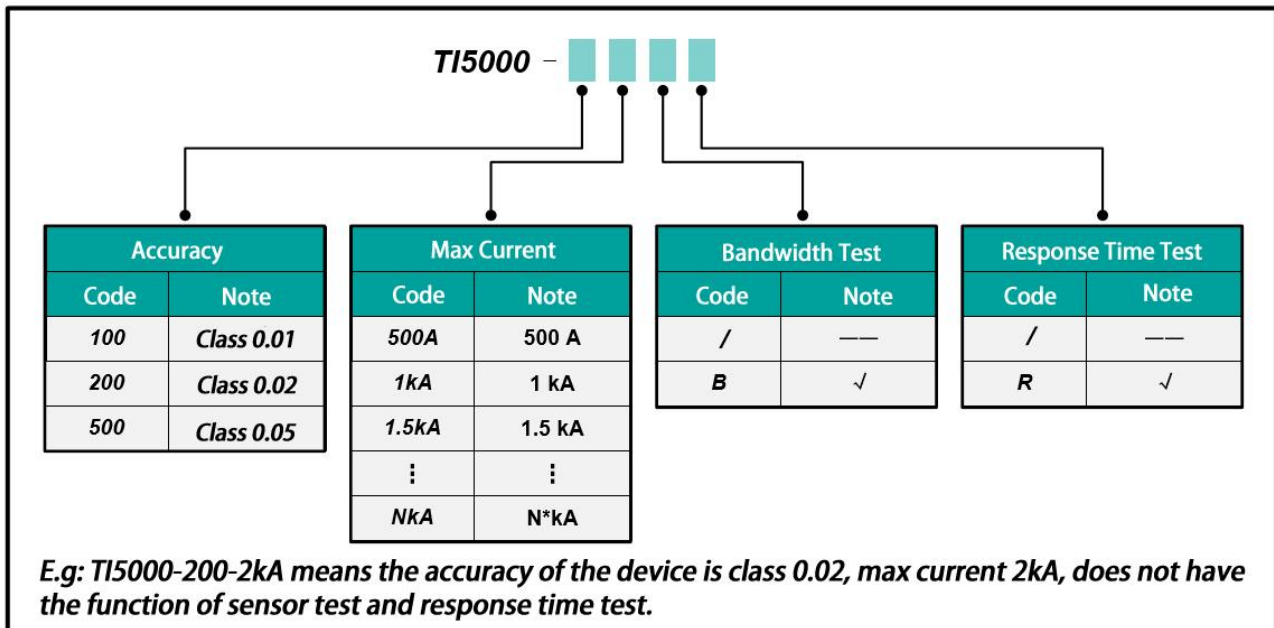 TI5000 –
Accuracy
Code Note
100 Class 0.01
200 Class 0.02
500 Class 0.05
Max Current
Code Note
500A 500 A
1kA 1 kA
1.5kA 1.5 kA
⋮ ⋮
NkA N*kA
Bandwidth Test
Code Note
/ ——
B √
Response Time Test
Code Note
/ ——
R √
E.g: TI5000-200-2kA means the accuracy of the device is class 0.02, max current 2kA, does not have
the function of sensor test and response time test.